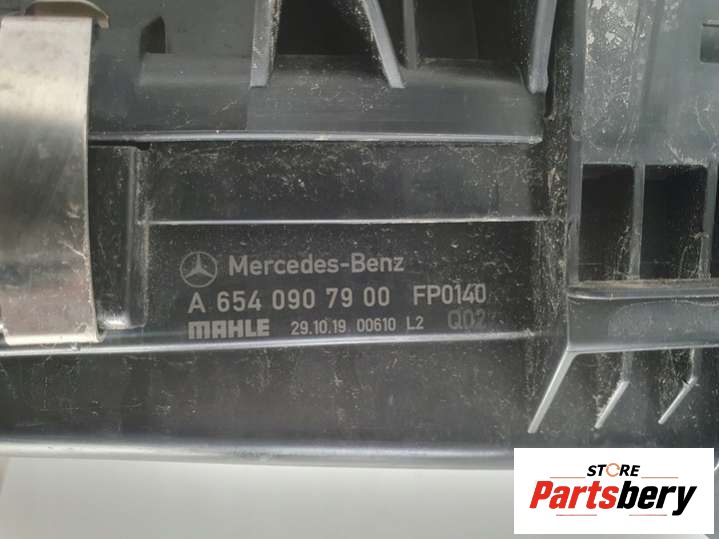 Mercedes-Benz
A 654 090 79 00 FP0140
MAHLE 29.10.19 00610 L2 Q02
STORE
Partsbery